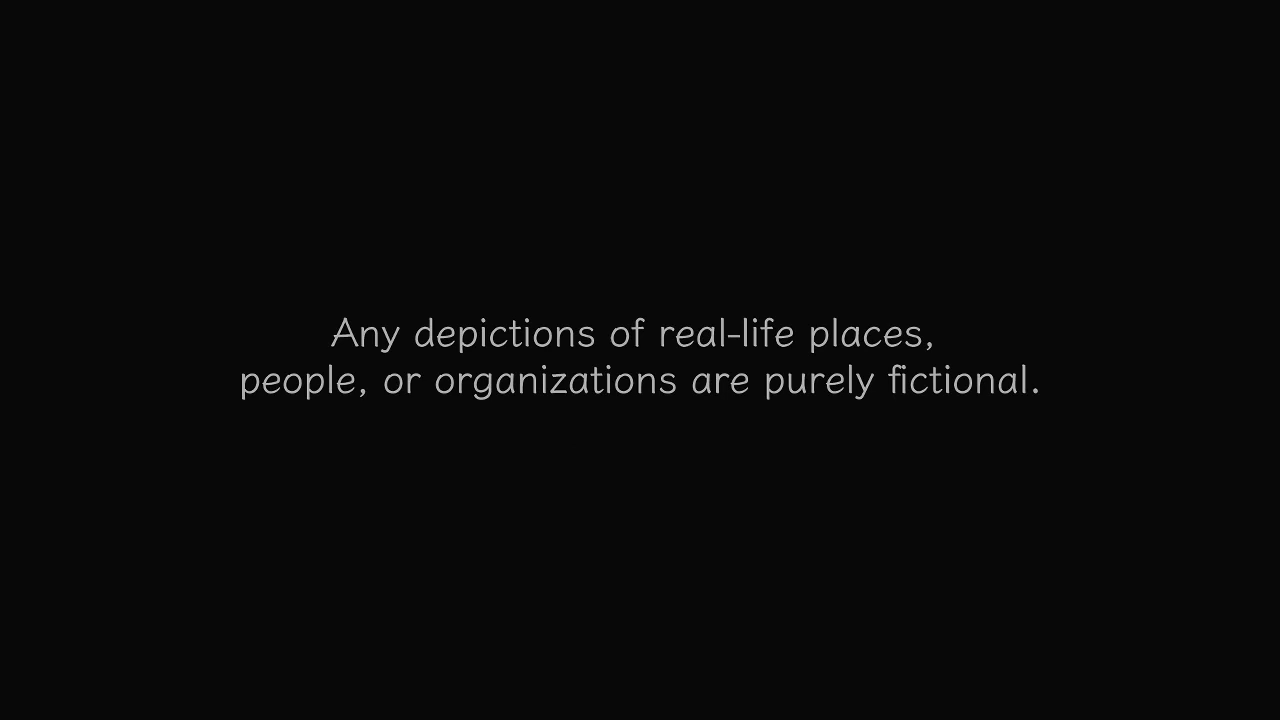 Any depictions of real-life places,
people, or organizations are purely fictional.